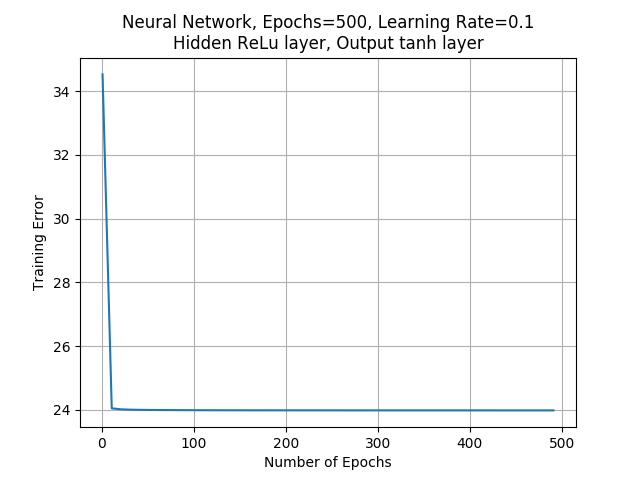 Neural Network, Epochs=500, Learning Rate=0.1
Hidden ReLu layer, Output tanh layer
Training Error
34
32
30
28
26
24
0 100 200 300 400 500
Number of Epochs